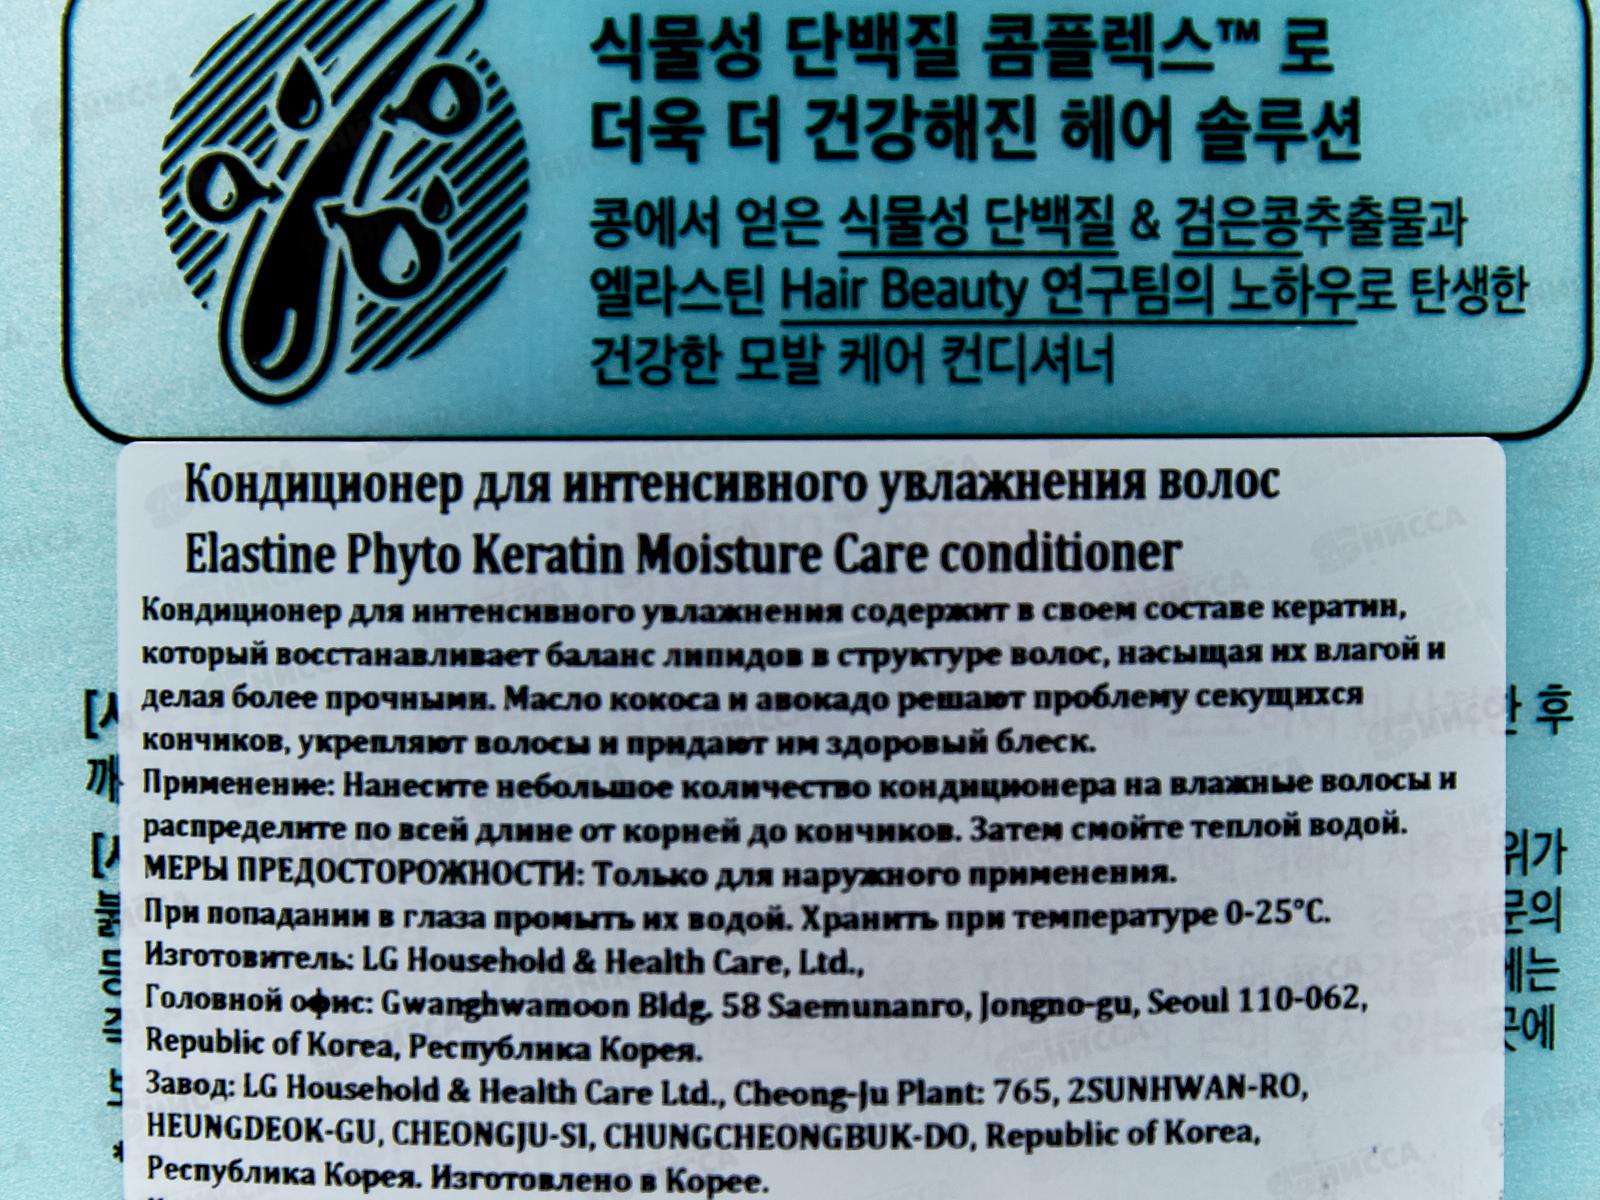 식물성 단백질 콤플렉스™ 로
더욱 더 건강해진 헤어 솔루션
콩에서 얻은 식물성 단백질 & 검은콩추출물과
엘라스틴 Hair Beauty 연구팀의 노하우로 탄생한
건강한 모발 케어 컨디셔너
Кондиционер для интенсивного увлажнения волос
Elastine Phyto Keratin Moisture Care conditioner
Кондиционер для интенсивного увлажнения содержит в своем составе кератин,
который восстанавливает баланс липидов в структуре волос, насыщая их влагой и
делая более прочными. Масло кокоса и авокадо решают проблему секущихся
кончиков, укрепляют волосы и придают им здоровый блеск.
Применение: Нанесите небольшое количество кондиционера на влажные волосы и
распределите по всей длине от корней до кончиков. Затем смойте теплой водой.
МЕРЫ ПРЕДОСТОРОЖНОСТИ: Только для наружного применения.
При попадании в глаза промыть их водой. Хранить при температуре 0-25°С.
Изготовитель: LG Household & Health Care, Ltd.,
Головной офис: Gwanghwamoon Bldg. 58 Saemunanro, Jongno-gu, Seoul 110-062,
Republic of Korea, Республика Корея.
Завод: LG Household & Health Care Ltd., Cheong-Ju Plant: 765, 2SUNHWAN-RO,
HEUNGDEOK-GU, CHEONGJU-SI, CHUNGCHEONGBUK-DO, Republic of Korea,
Республика Корея. Изготовлено в Корее.